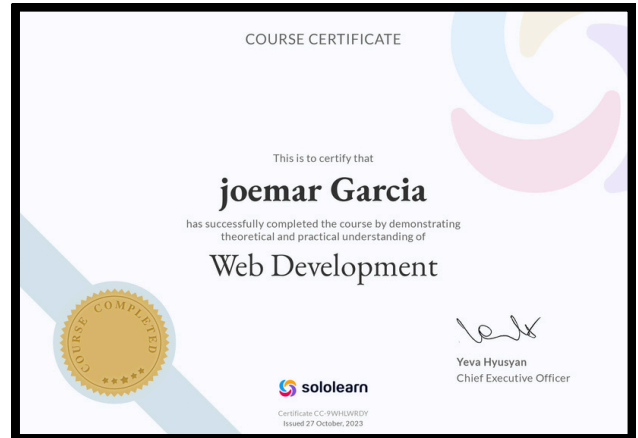 COURSE CERTIFICATE
This is to certify that
joemar Garcia
has successfully completed the course by demonstrating
theoretical and practical understanding of
Web Development
COURSE COMPLETED
Yeva Hyusyan
Chief Executive Officer
sololearn
Certificate CC-9WHLWRDY
Issued 27 October, 2023